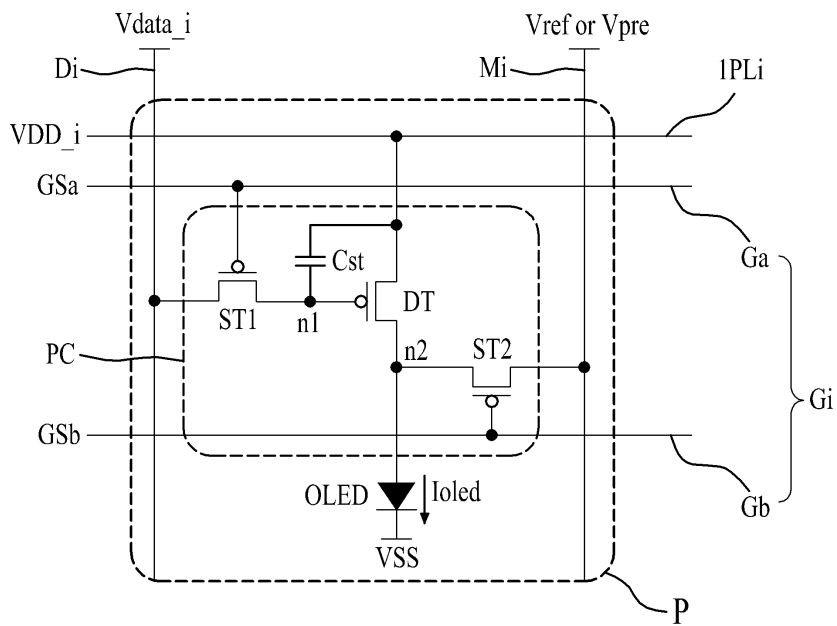 Vdata_i
Vref or Vpre
Di
Mi
1PLi
VDD_i
GSa
Cst
Ga
ST1
n1
DT
PC
n2
ST2
Gi
GSb
OLED
Ioled
Gb
VSS
P